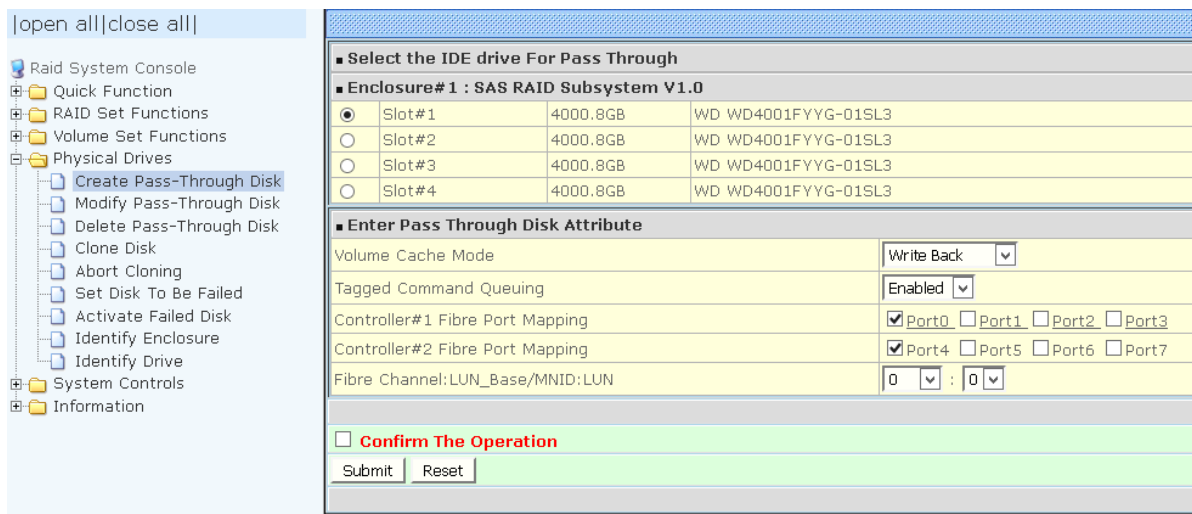 |open all|close all|
Raid System Console
Quick Function
RAID Set Functions
Volume Set Functions
Physical Drives
Create Pass-Through Disk
Modify Pass-Through Disk
Delete Pass-Through Disk
Clone Disk
Abort Cloning
Set Disk To Be Failed
Activate Failed Disk
Identify Enclosure
Identify Drive
System Controls
Information
Select the IDE drive For Pass Through
Enclosure#1 : SAS RAID Subsystem V1.0
Slot#1 4000.8GB WD WD4001FYYG-01SL3
Slot#2 4000.8GB WD WD4001FYYG-01SL3
Slot#3 4000.8GB WD WD4001FYYG-01SL3
Slot#4 4000.8GB WD WD4001FYYG-01SL3
Enter Pass Through Disk Attribute
Volume Cache Mode Write Back
Tagged Command Queuing Enabled
Controller#1 Fibre Port Mapping Port0 Port1 Port2 Port3
Controller#2 Fibre Port Mapping Port4 Port5 Port6 Port7
Fibre Channel:LUN_Base/MNID:LUN 0 : 0
Confirm The Operation
Submit Reset